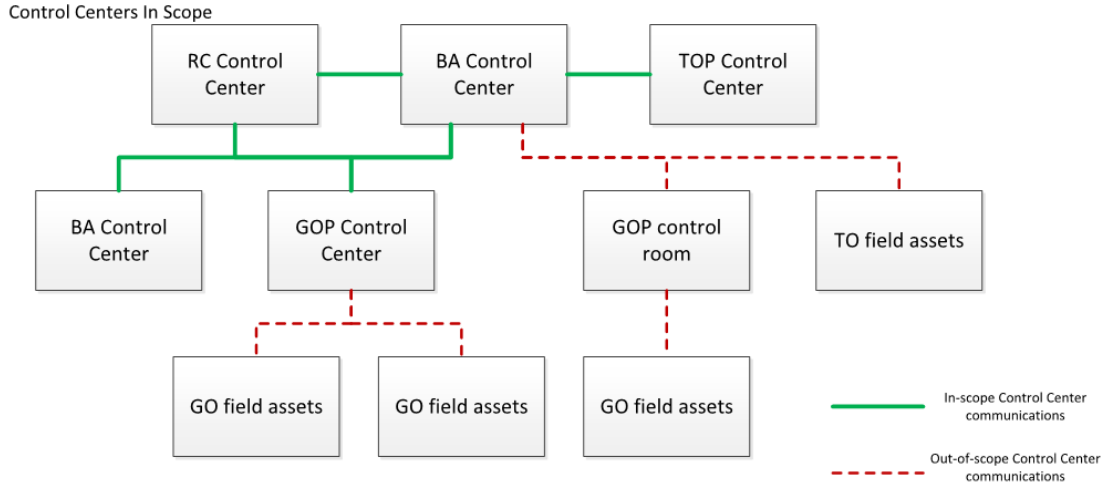 Control Centers In Scope
RC Control
Center
BA Control
Center
TOP Control
Center
BA Control
Center
GOP Control
Center
GOP control
room
TO field assets
GO field assets
GO field assets
GO field assets
In-scope Control Center
communications
Out-of-scope Control Center
communications